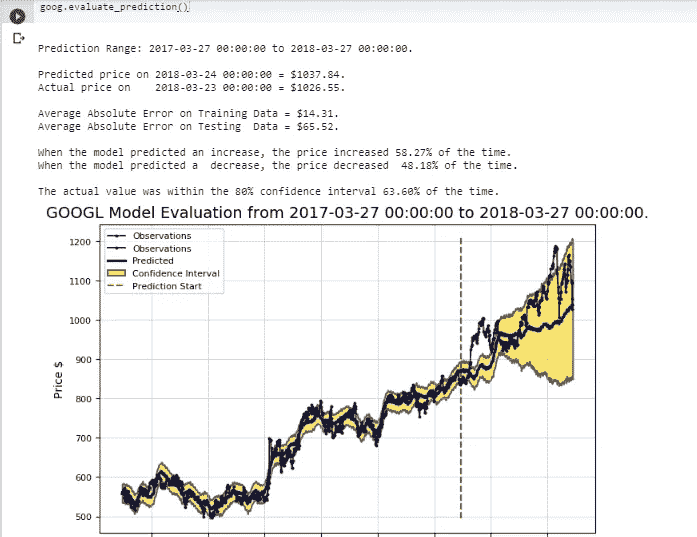 goog.evaluate_prediction()
Prediction Range: 2017-03-27 00:00:00 to 2018-03-27 00:00:00.
Predicted price on 2018-03-24 00:00:00 = $1037.84.
Actual price on    2018-03-23 00:00:00 = $1026.55.
Average Absolute Error on Training Data = $14.31.
Average Absolute Error on Testing  Data = $65.52.
When the model predicted an increase, the price increased 58.27% of the time.
When the model predicted a  decrease, the price decreased  48.18% of the time.
The actual value was within the 80% confidence interval 63.60% of the time.
GOOGL Model Evaluation from 2017-03-27 00:00:00 to 2018-03-27 00:00:00.
Observations
Observations
Predicted
Confidence Interval
Prediction Start
Price $
1200
1100
1000
900
800
700
600
500